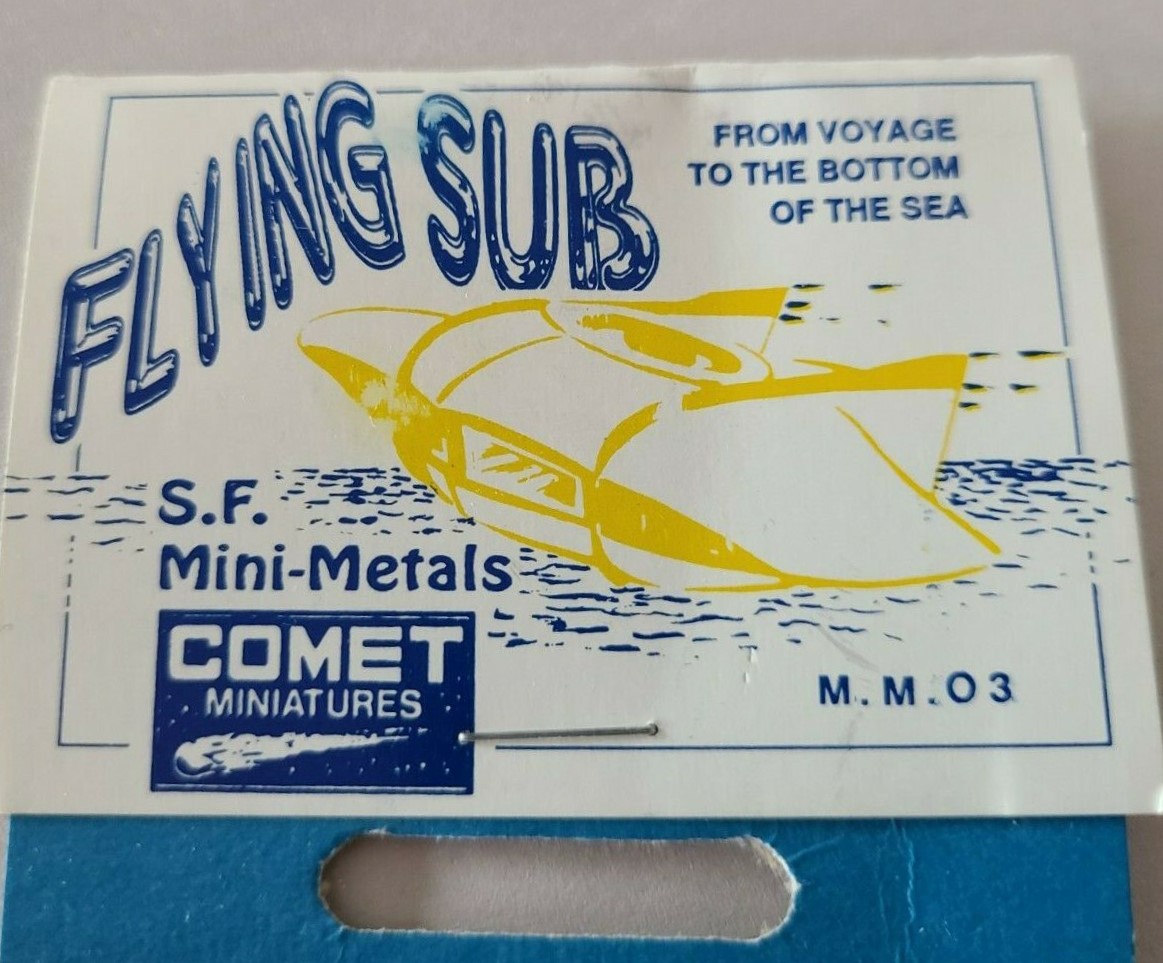 FLYING SUB
FROM VOYAGE
TO THE BOTTOM
OF THE SEA
S.F.
Mini-Metals
COMET
MINIATURES
M.M.03